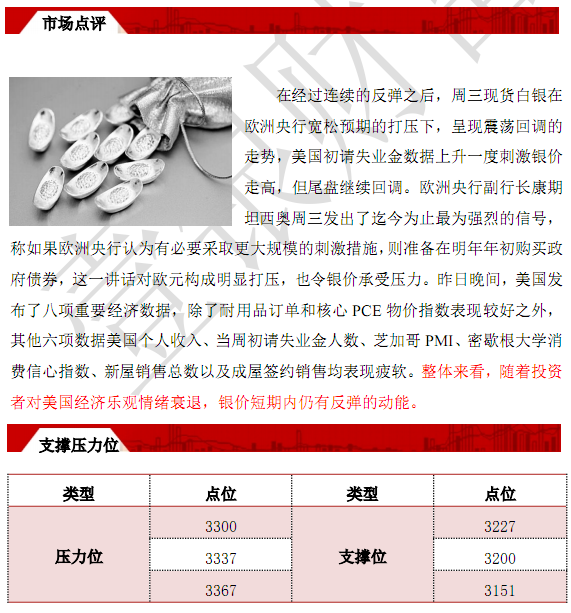 市场点评
在经过连续的反弹之后，周三现货白银在
欧洲央行宽松预期的打压下，呈现震荡回调的
走势，美国初请失业金数据上升一度刺激银价
走高，但尾盘继续回调。欧洲央行副行长康斯
坦西奥周三发出了迄今为止最为强烈的信号，
称如果欧洲央行认为有必要采取更大规模的刺激措施，则准备在明年年初购买政
府债券，这一讲话对欧元构成明显打压，也令银价承受压力。昨日晚间，美国发
布了八项重要经济数据，除了耐用品订单和核心 PCE 物价指数表现较好之外，
其他六项数据美国个人收入、当周初请失业金人数、芝加哥 PMI、密歇根大学消
费信心指数、新屋销售总数以及成屋签约销售均表现疲软。整体来看，随着投资
者对美国经济乐观情绪衰退，银价短期内仍有反弹的动能。
支撑压力位
类型 点位 类型 点位
压力位 3300 支撑位 3227
3337 3200
3367 3151